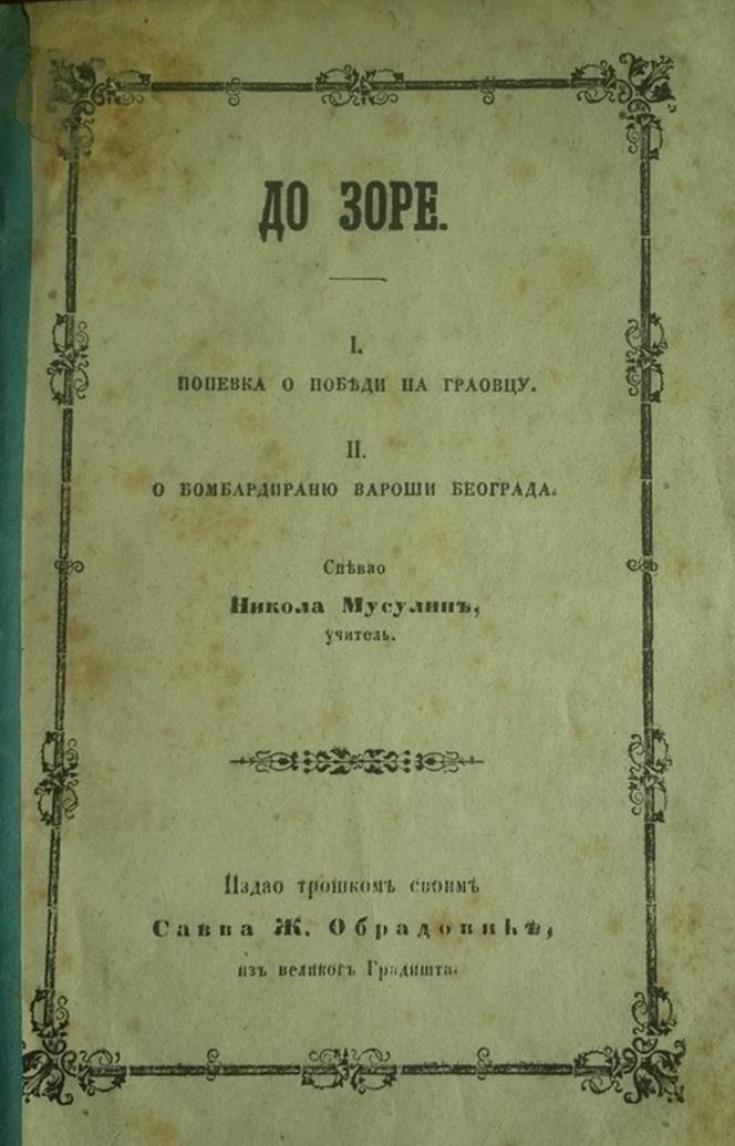 ДО ЗОРЕ.
I.
ПОПЕВКА О ПОБѢДИ НА ГРАОВЦУ.
II.
О БОМБАРДИРАНЮ ВАРОШИ БЕОГРАДА.
Спѣвао
Никола Мусулинъ,
учитель.
Издао трошкомъ своимъ
Савва Ж. Обрадовићъ,
изъ великогъ Градишта.